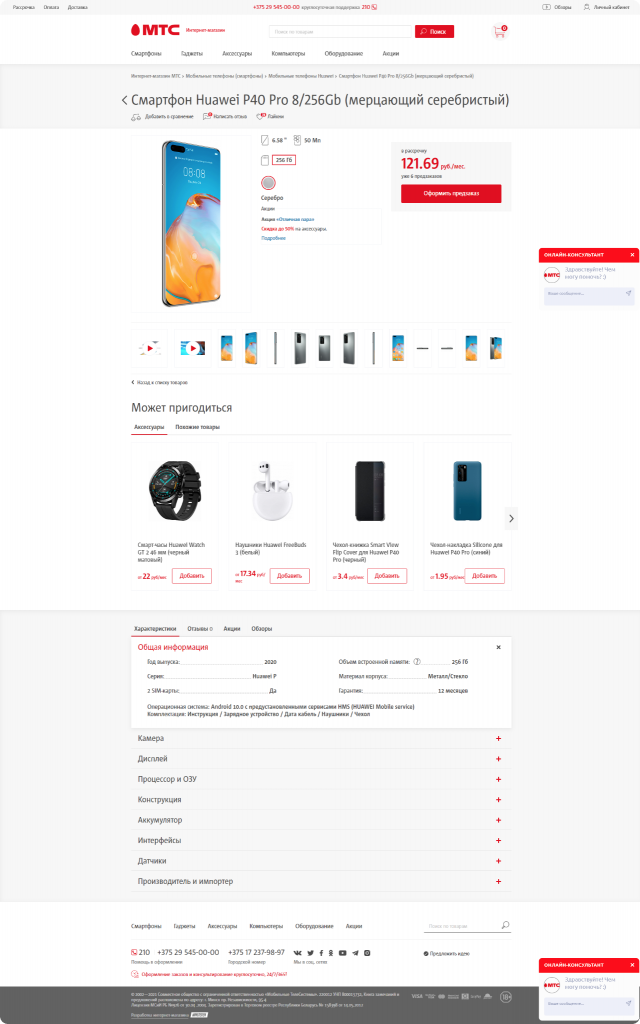 Рассрочка Оплата Доставка
+375 29 545-00-00 круглосуточная поддержка 210
Обзоры Личный кабинет
МТС Интернет-магазин
Поиск по товарам
Поиск
0
Смартфоны Гаджеты Аксессуары Компьютеры Оборудование Акции
Интернет-магазин МТС > Мобильные телефоны (смартфоны) > Мобильные телефоны Huawei > Смартфон Huawei P40 Pro 8/256Gb (мерцающий серебристый)
Смартфон Huawei P40 Pro 8/256Gb (мерцающий серебристый)
Добавить в сравнение Написать отзыв Лайкни
6.58 " 50 Мп
256 Гб
Серебро
Акции
Акция «Отличная пара»
Скидка до 50% на аксессуары.
Подробнее
08:08
в рассрочку
121.69 руб./мес.
уже 6 предзаказов
Оформить предзаказ
ОНЛАЙН-КОНСУЛЬТАНТ
МТС
Здравствуйте! Чем
могу помочь? :)
Ваше сообщение...
Назад к списку товаров
Может пригодиться
Аксессуары Похожие товары
Смарт-часы Huawei Watch
GT 2 46 мм (черный
матовый)
от 22 руб/мес
Добавить
Наушники Huawei FreeBuds
3 (белый)
от 17.34 руб/
мес
Добавить
Чехол-книжка Smart View
Flip Cover для Huawei P40
Pro (черный)
от 3.4 руб/мес
Добавить
Чехол-накладка Silicone для
Huawei P40 Pro (синий)
от 1.95 руб/мес
Добавить
Характеристики Отзывы 0 Акции Обзоры
Общая информация
Год выпуска: 2020
Объем встроенной памяти: 256 Гб
Серия: Huawei P
Материал корпуса: Металл/Стекло
2 SIM-карты: Да
Гарантия: 12 месяцев
Операционная система: Android 10.0 с предустановленными сервисами HMS (HUAWEI Mobile service)
Комплектация: Инструкция / Зарядное устройство / Дата кабель / Наушники / Чехол
Камера
Дисплей
Процессор и ОЗУ
Конструкция
Аккумулятор
Интерфейсы
Датчики
Производитель и импортер
Смартфоны Гаджеты Аксессуары Компьютеры Оборудование Акции
Поиск по товарам
210 +375 29 545-00-00 +375 17 237-98-97
Помощь в оформлении Городской номер Мы в соц. сетях
Предложить идею
Оформление заказов и консультирование круглосуточно, 24/7/365!
ОНЛАЙН-КОНСУЛЬТАНТ
МТС
Здравствуйте! Чем
могу помочь? :)
Ваше сообщение...
VISA
18+
Разработка интернет-магазина